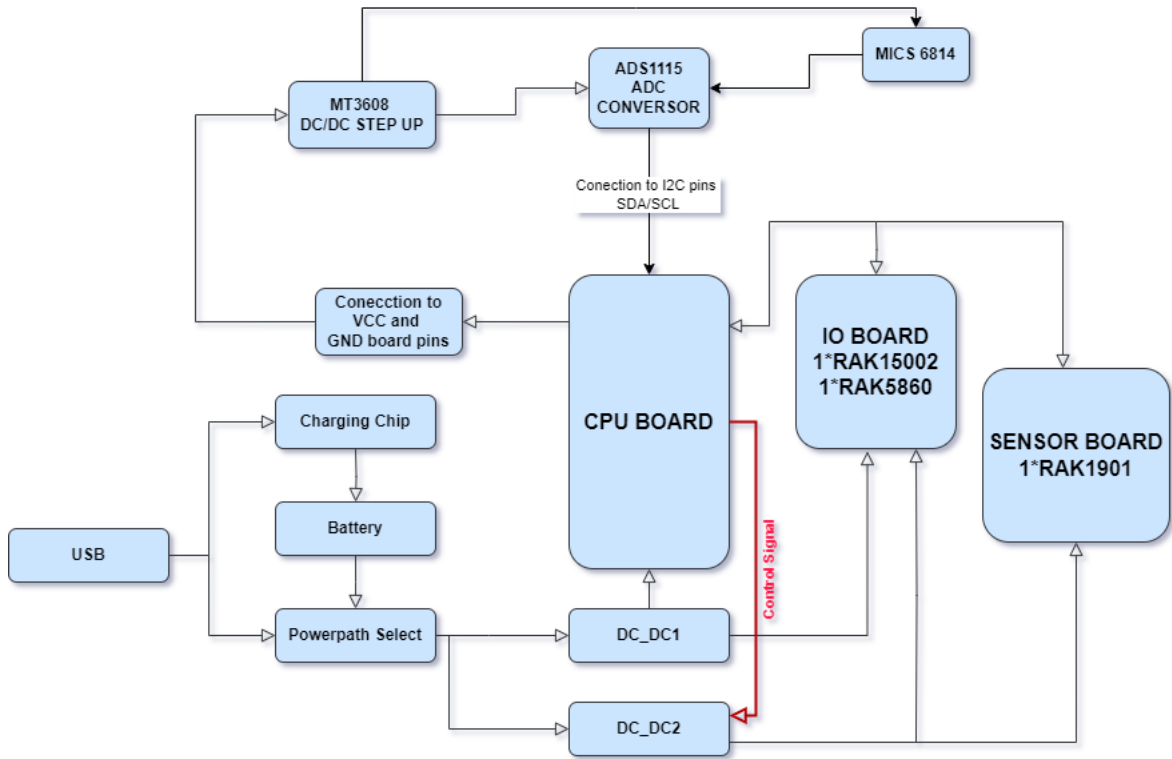 MICS 6814
ADS1115
ADC
CONVERSOR
MT3608
DC/DC STEP UP
Conection to I2C pins
SDA/SCL
Conecction to
VCC and
GND board pins
IO BOARD
1*RAK15002
1*RAK5860
CPU BOARD
SENSOR BOARD
1*RAK1901
Charging Chip
Battery
USB
Control Signal
Powerpath Select
DC_DC1
DC_DC2